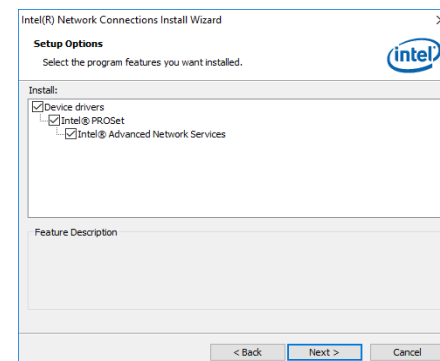 Intel(R) Network Connections Install Wizard
Setup Options
Select the program features you want installed.
intel
Install:
Device drivers
Intel® PROSet
Intel® Advanced Network Services
Feature Description
< Back Next > Cancel